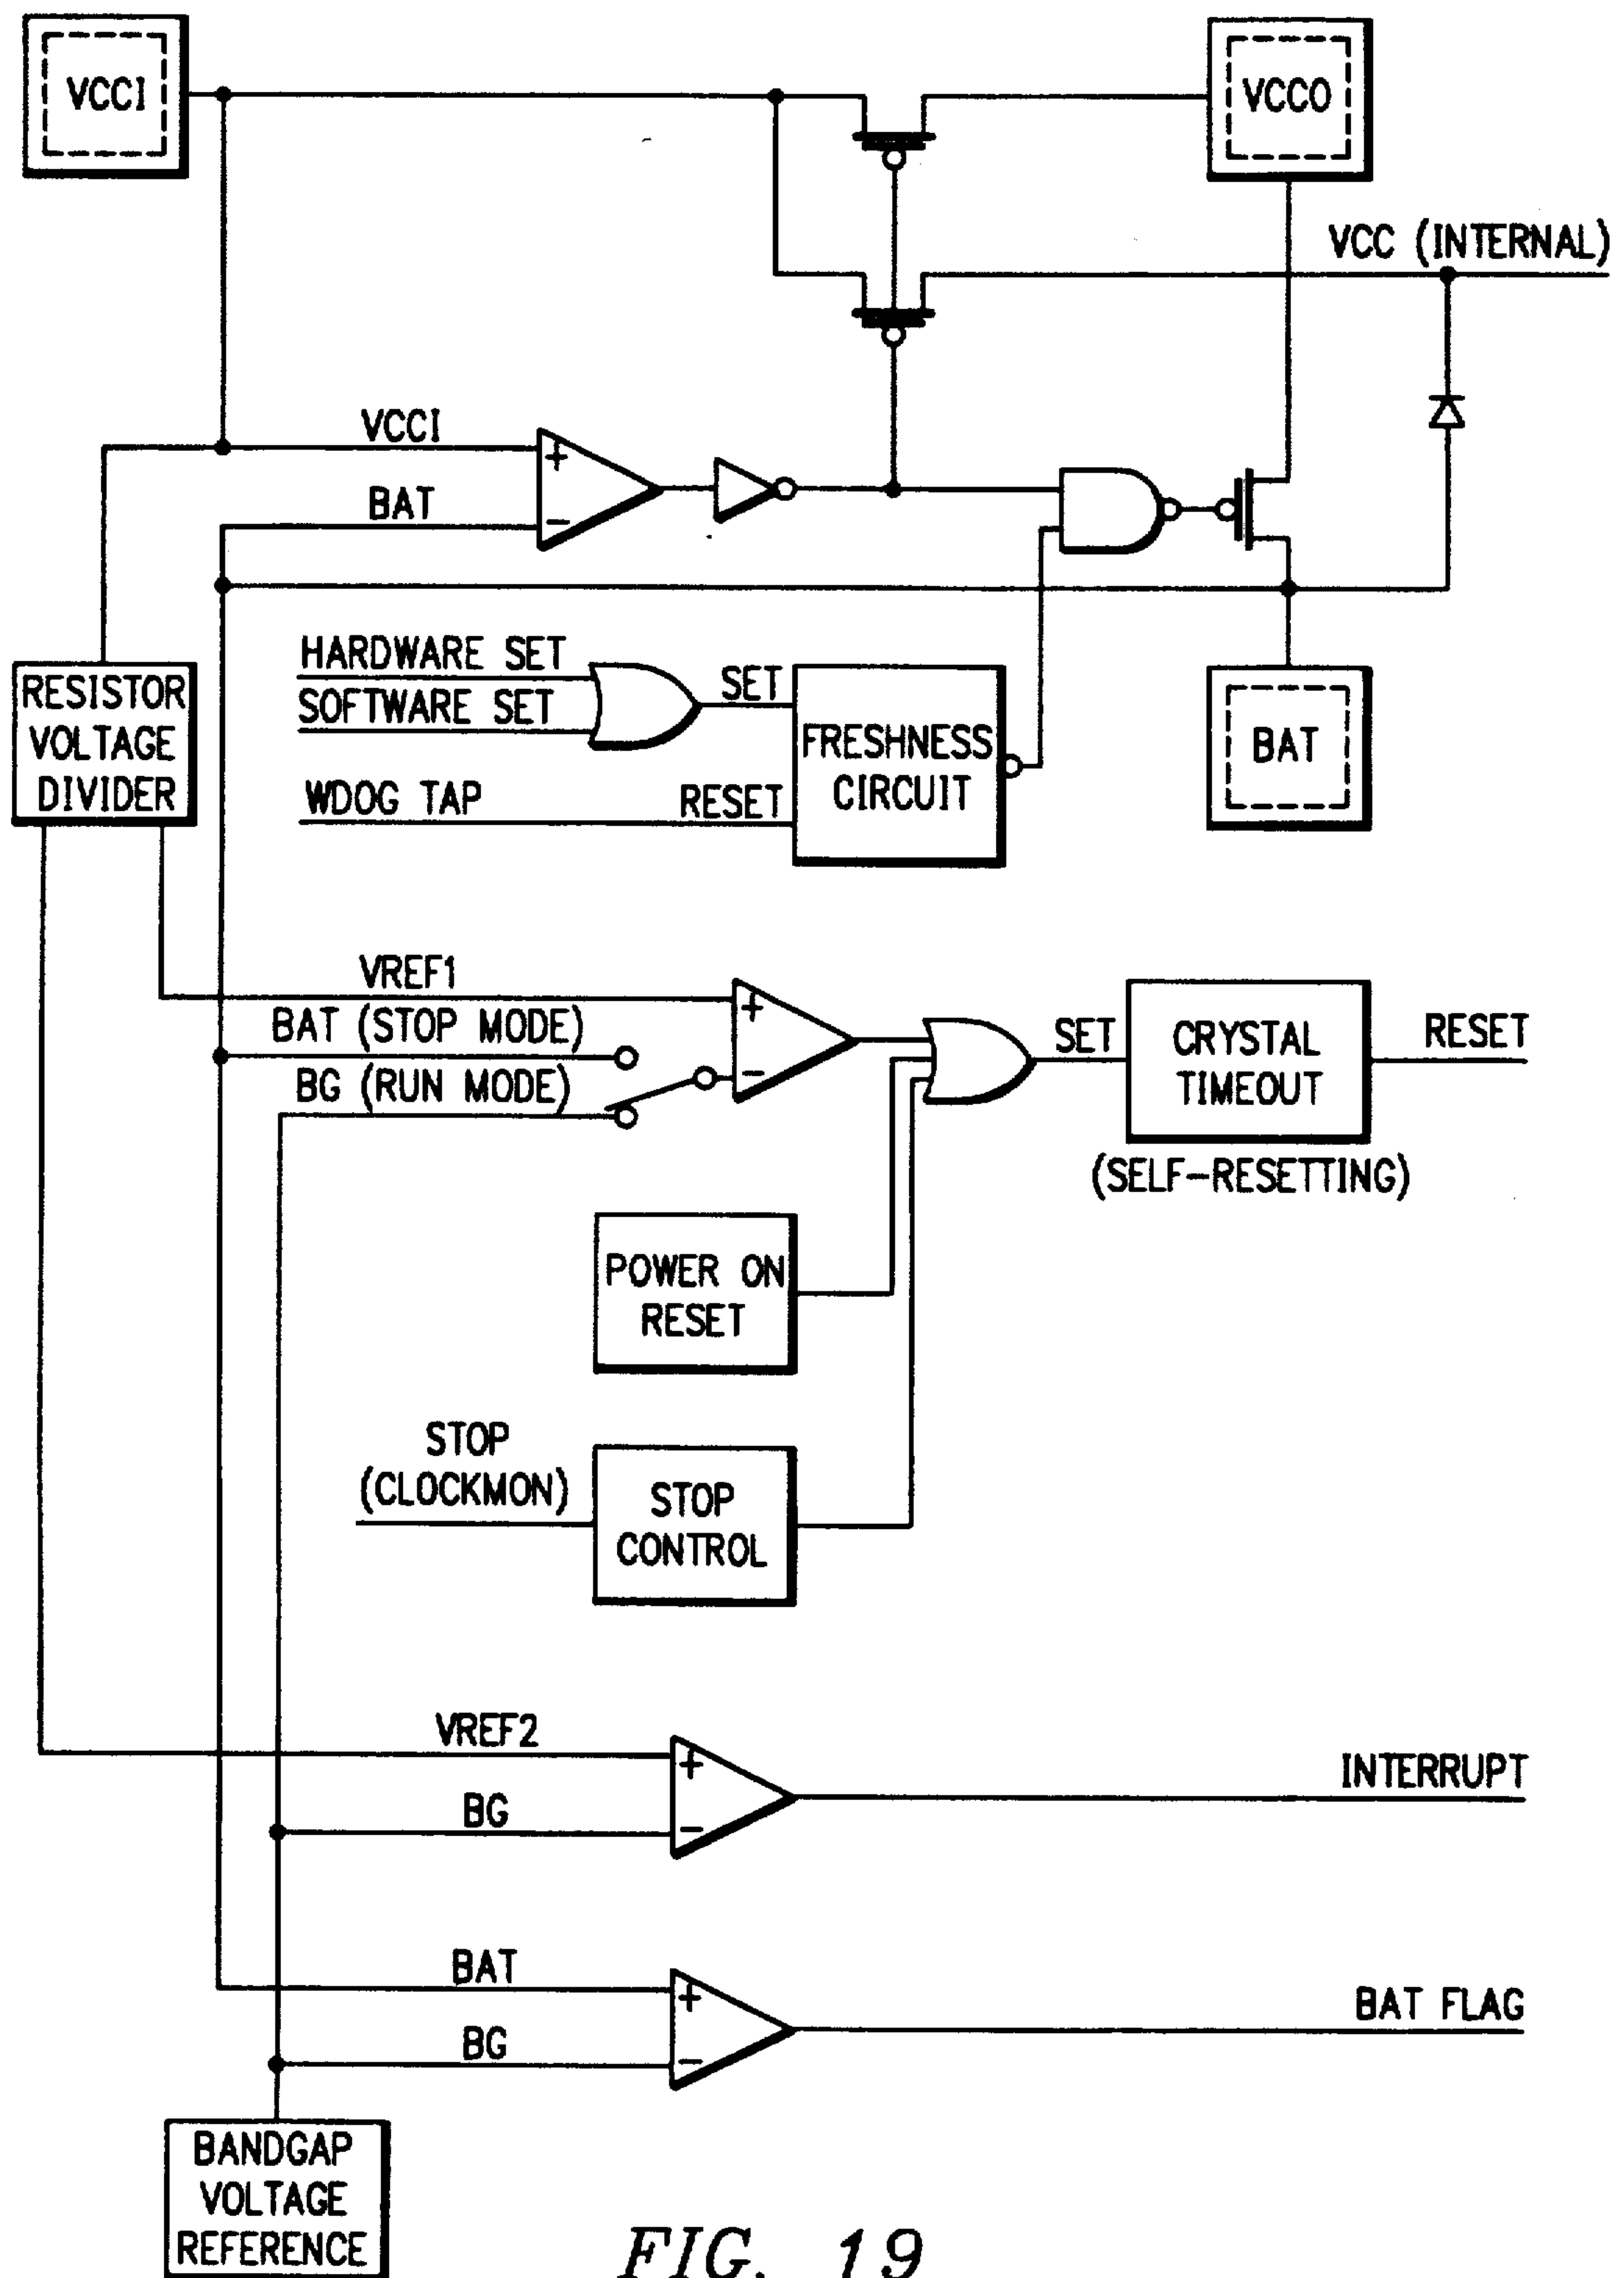 VCCI
VCCO
VCC (INTERNAL)
VCCI
+
BAT
−
HARDWARE SET
SOFTWARE SET
SET
WDOG TAP
RESET
FRESHNESS
CIRCUIT
BAT
RESISTOR
VOLTAGE
DIVIDER
VREF1
+
BAT (STOP MODE)
BG (RUN MODE)
−
SET
CRYSTAL
TIMEOUT
RESET
(SELF-RESETTING)
POWER ON
RESET
STOP
(CLOCKMON)
STOP
CONTROL
VREF2
+
BG
−
INTERRUPT
BAT
+
BG
−
BAT FLAG
BANDGAP
VOLTAGE
REFERENCE
FIG. 19